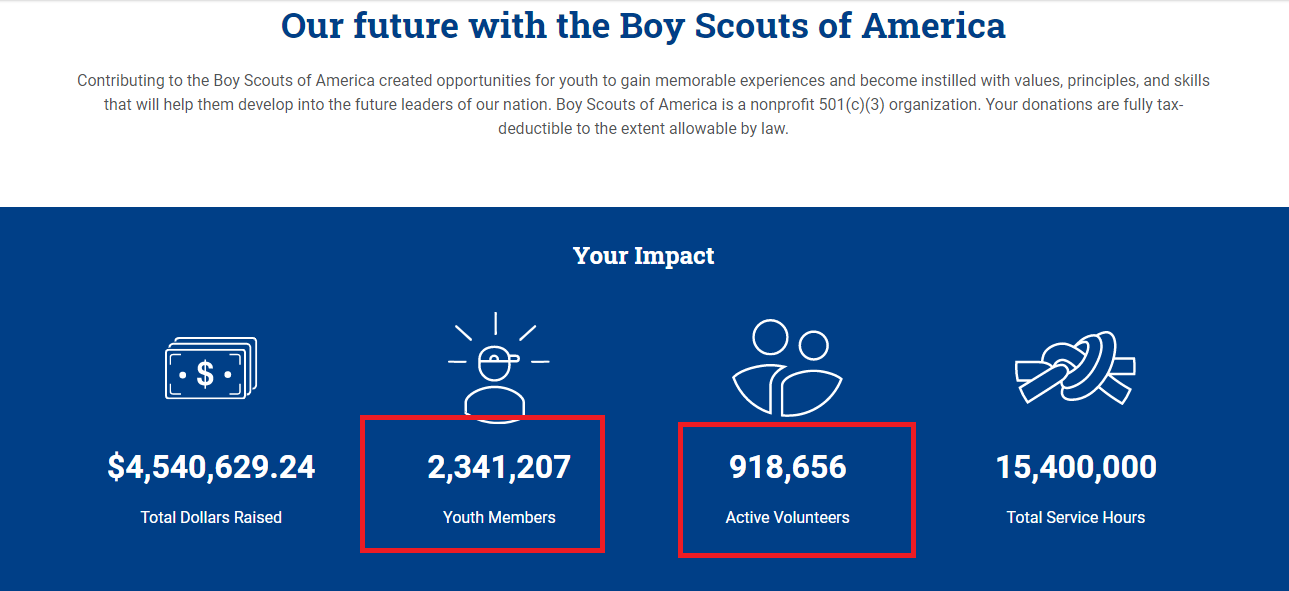 Our future with the Boy Scouts of America
Contributing to the Boy Scouts of America created opportunities for youth to gain memorable experiences and become instilled with values, principles, and skills
that will help them develop into the future leaders of our nation. Boy Scouts of America is a nonprofit 501(c)(3) organization. Your donations are fully tax-
deductible to the extent allowable by law.
Your Impact
$
$4,540,629.24
Total Dollars Raised
2,341,207
Youth Members
918,656
Active Volunteers
15,400,000
Total Service Hours